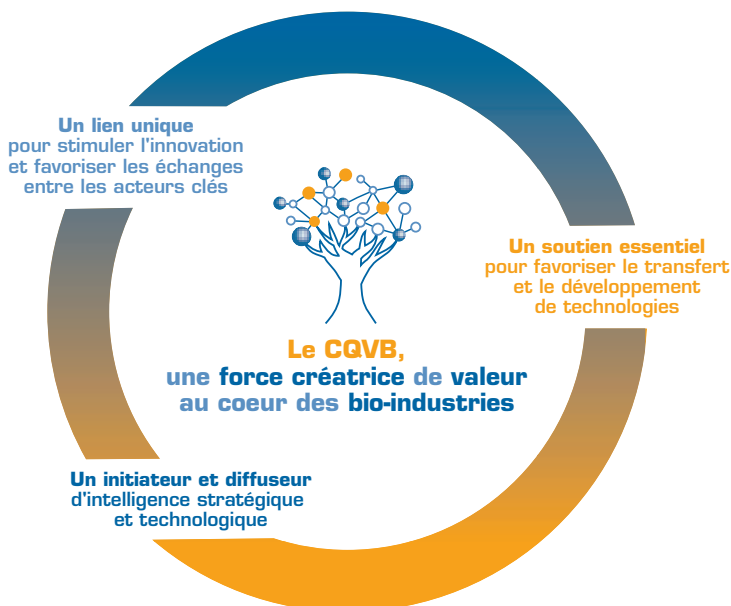 Un lien unique
pour stimuler l'innovation
et favoriser les échanges
entre les acteurs clés
Un soutien essentiel
pour favoriser le transfert
et le développement
de technologies
Le CQVB,
une force créatrice de valeur
au coeur des bio-industries
Un initiateur et diffuseur
d'intelligence stratégique
et technologique